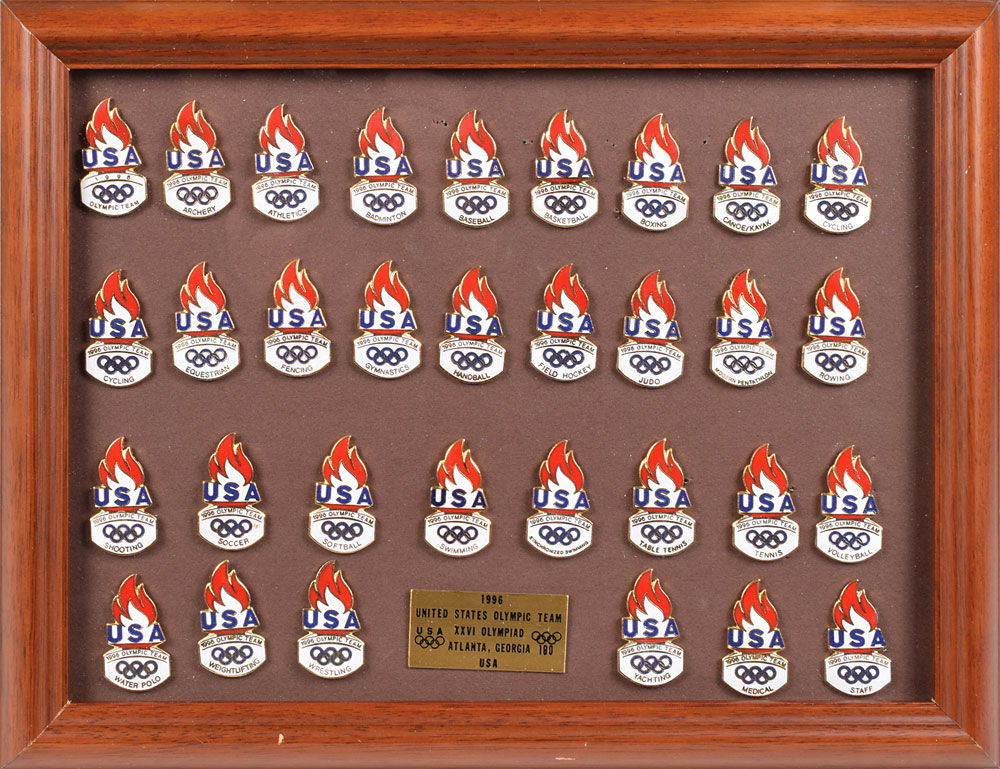 USA
1996
OLYMPIC TEAM
USA
1996 OLYMPIC TEAM
ARCHERY
USA
1996 OLYMPIC TEAM
ATHLETICS
USA
1996 OLYMPIC TEAM
BADMINTON
USA
1996 OLYMPIC TEAM
BASEBALL
USA
1996 OLYMPIC TEAM
BASKETBALL
USA
1996 OLYMPIC TEAM
BOXING
USA
1996 OLYMPIC TEAM
CANOE/KAYAK
USA
1996 OLYMPIC TEAM
CYCLING
USA
1996 OLYMPIC TEAM
CYCLING
USA
1996 OLYMPIC TEAM
EQUESTRIAN
USA
1996 OLYMPIC TEAM
FENCING
USA
1996 OLYMPIC TEAM
GYMNASTICS
USA
1996 OLYMPIC TEAM
HANDBALL
USA
1996 OLYMPIC TEAM
FIELD HOCKEY
USA
1996 OLYMPIC TEAM
JUDO
USA
1996 OLYMPIC TEAM
MODERN PENTATHLON
USA
1996 OLYMPIC TEAM
ROWING
USA
1996 OLYMPIC TEAM
SHOOTING
USA
1996 OLYMPIC TEAM
SOCCER
USA
1996 OLYMPIC TEAM
SOFTBALL
USA
1996 OLYMPIC TEAM
SWIMMING
USA
1996 OLYMPIC TEAM
SYNCHRONIZED SWIMMING
USA
1996 OLYMPIC TEAM
TABLE TENNIS
USA
1996 OLYMPIC TEAM
TENNIS
USA
1996 OLYMPIC TEAM
VOLLEYBALL
USA
1996 OLYMPIC TEAM
WATER POLO
USA
1996 OLYMPIC TEAM
WEIGHTLIFTING
USA
1996 OLYMPIC TEAM
WRESTLING
1996
UNITED STATES OLYMPIC TEAM
USA XXVI OLYMPIAD
ATLANTA, GEORGIA 180
USA
USA
1996 OLYMPIC TEAM
YACHTING
USA
1996 OLYMPIC TEAM
MEDICAL
USA
1996 OLYMPIC TEAM
STAFF